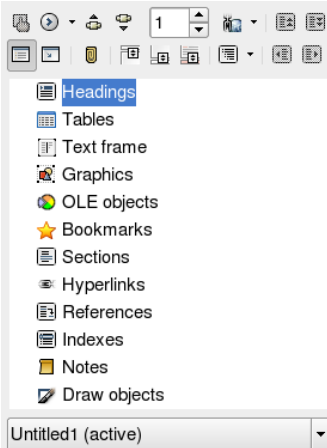 1
Headings
Tables
Text frame
Graphics
OLE objects
Bookmarks
Sections
Hyperlinks
References
Indexes
Notes
Draw objects
Untitled1 (active)